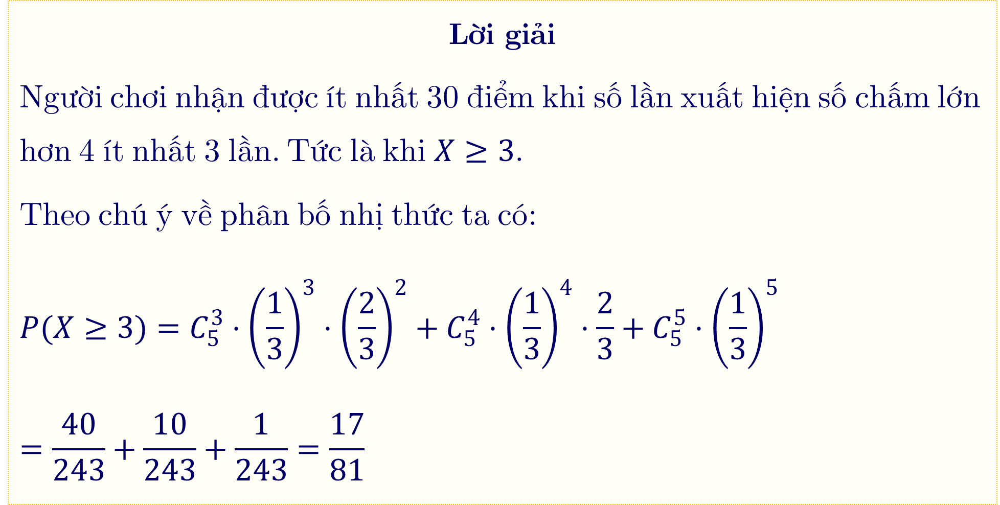 Lời giải
Người chơi nhận được ít nhất 30 điểm khi số lần xuất hiện số chấm lớn
hơn 4 ít nhất 3 lần. Tức là khi $X \geq 3$.
Theo chú ý về phân bố nhị thức ta có:
$P(X \geq 3) = C_5^3 \cdot \left(\frac{1}{3}\right)^3 \cdot \left(\frac{2}{3}\right)^2 + C_5^4 \cdot \left(\frac{1}{3}\right)^4 \cdot \frac{2}{3} + C_5^5 \cdot \left(\frac{1}{3}\right)^5$
$= \frac{40}{243} + \frac{10}{243} + \frac{1}{243} = \frac{17}{81}$